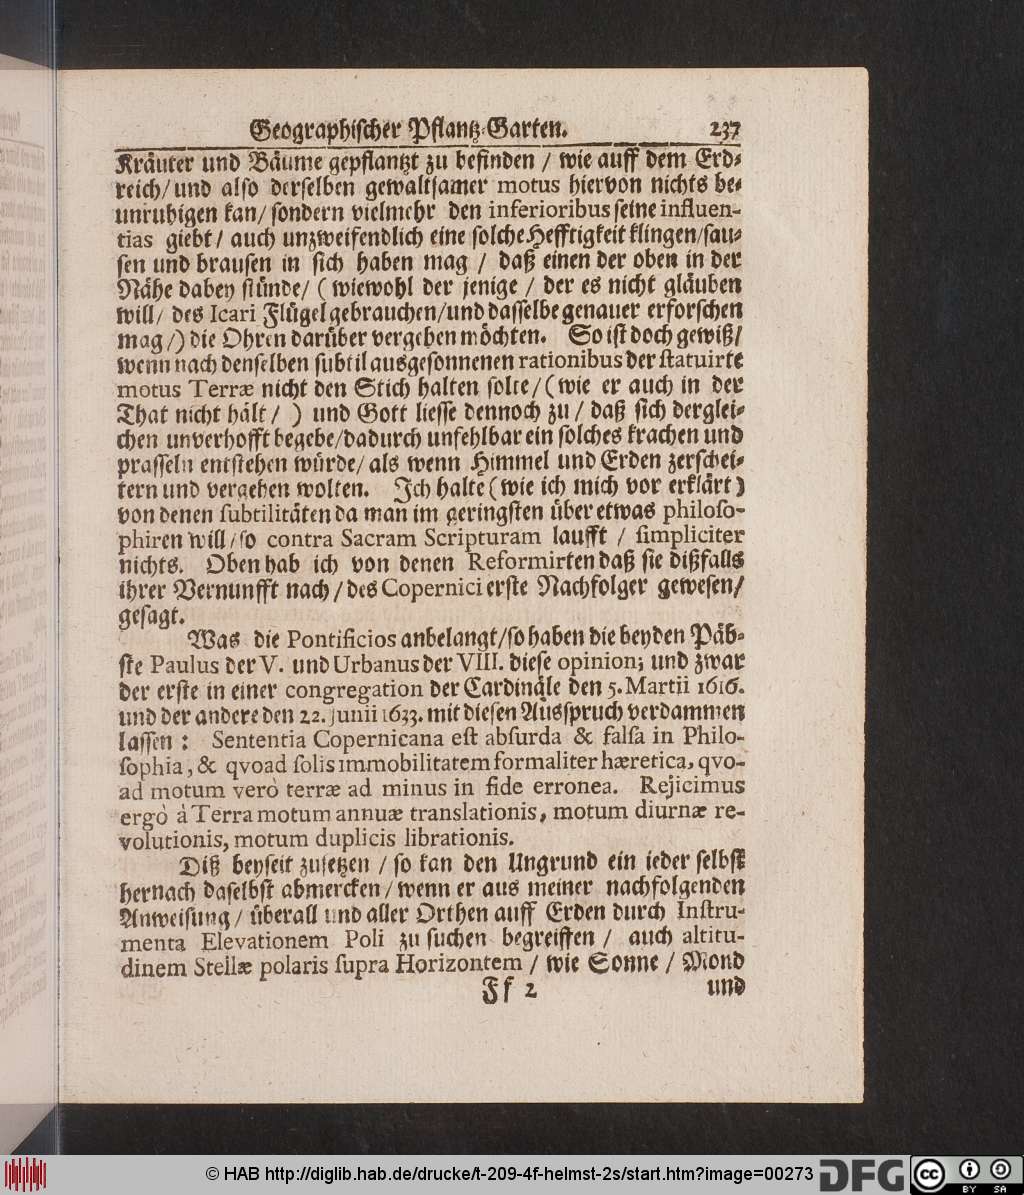 Geographischer Pflantz-Garten. 237
Kräuter und Bäume gepflantzt zu befinden / wie auff dem Erd-
reich/ und also derselben gewaltsamer motus hiervon nichts be-
unruhigen kan/ sondern vielmehr den inferioribus seine influen-
tias giebt / auch unzweifendlich eine solche Hefftigkeit klingen/sau-
sen und brausen in sich haben mag / daß einen der oben in der
Nähe dabey stünde/ ( wiewohl der jenige / der es nicht gläuben
will/ des Icari Flügel gebrauchen/und dasselbe genauer erforschen
mag /) die Ohren darüber vergehen möchten. So ist doch gewiß/
wenn nach denselben subtil ausgesonnenen rationibus der statuirte
motus Terræ nicht den Stich halten solte/ (wie er auch in der
That nicht hält / ) und Gott liesse dennoch zu / daß sich derglei-
chen unverhofft begebe/dadurch unfehlbar ein solches krachen und
prasseln entstehen würde/ als wenn Himmel und Erden zerschei-
tern und vergehen wolten. Ich halte (wie ich mich vor erklärt)
von denen subtilitäten da man im geringsten über etwas philoso-
phiren will/so contra Sacram Scripturam laufft / simpliciter
nichts. Oben hab ich von denen Reformirten daß sie dißfalls
ihrer Vernunfft nach / des Copernici erste Nachfolger gewesen/
gesagt.
Was die Pontificios anbelangt/so haben die beyden Päb-
ste Paulus der V. und Urbanus der VIII. diese opinion; und zwar
der erste in einer congregation der Cardinäle den 5. Martii 1616.
und der andere den 22. Junii 1633. mit diesen Ausspruch verdammen
lassen : Sententia Copernicana est absurda & falsa in Philo-
sophia, & qvoad solis immobilitatem formaliter hæretica, qvo-
ad motum verò terræ ad minus in fide erronea. Rejicimus
ergò á Terra motum annuæ translationis, motum diurnæ re-
volutionis, motum duplicis librationis.
Diß beyseit zusetzen / so kan den Ungrund ein ieder selbst
hernach daselbst abmercken / wenn er aus meiner nachfolgenden
Anweisung / überall und aller Orthen auff Erden durch Instru-
menta Elevationem Poli zu suchen begreiffen / auch altitu-
dinem Stellæ polaris supra Horizontem / wie Sonne / Mond
Ff 2 und
© HAB http://diglib.hab.de/drucke/t-209-4f-helmst-2s/start.htm?image=00273 DFG cc BY SA